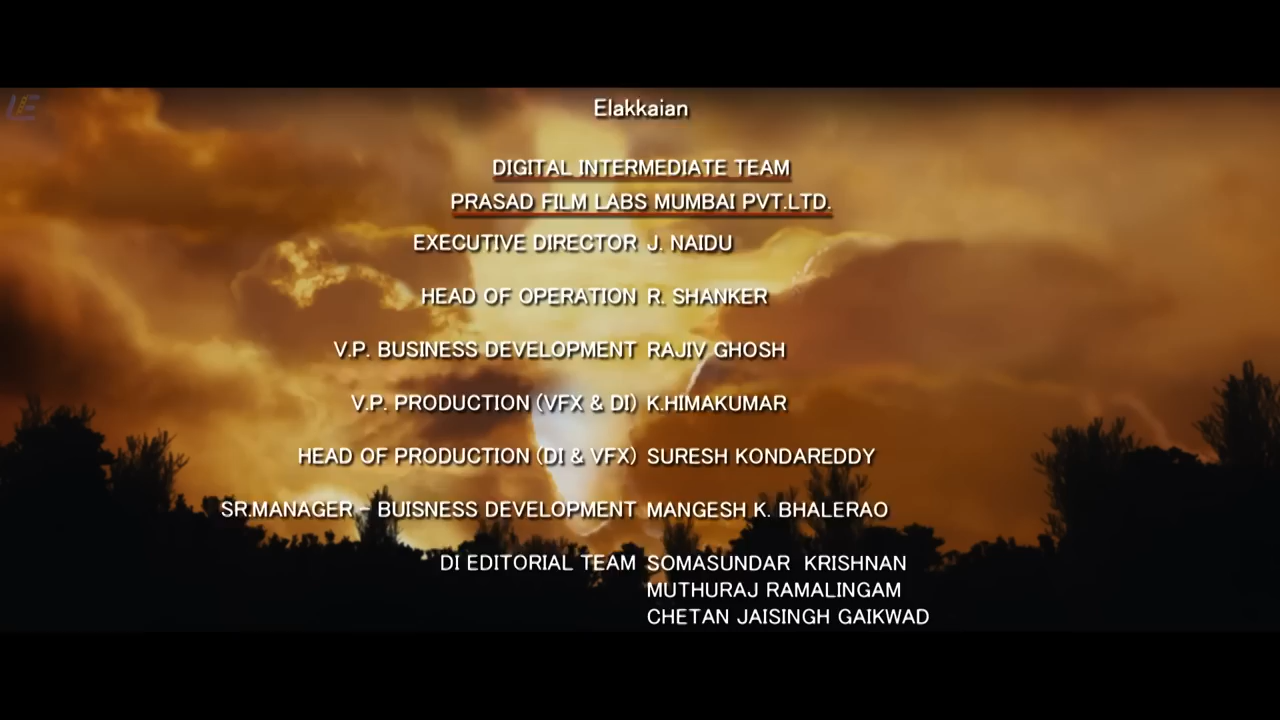 Elakkaian
DIGITAL INTERMEDIATE TEAM
PRASAD FILM LABS MUMBAI PVT.LTD.
EXECUTIVE DIRECTOR J. NAIDU
HEAD OF OPERATION R. SHANKER
V.P. BUSINESS DEVELOPMENT RAJIV GHOSH
V.P. PRODUCTION (VFX & DI) K.HIMAKUMAR
HEAD OF PRODUCTION (DI & VFX) SURESH KONDAREDDY
SR.MANAGER - BUISNESS DEVELOPMENT MANGESH K. BHALERAO
DI EDITORIAL TEAM SOMASUNDAR KRISHNAN
MUTHURAJ RAMALINGAM
CHETAN JAISINGH GAIKWAD